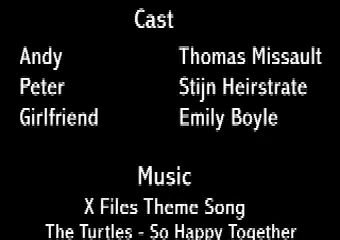 Cast
Andy Thomas Missault
Peter Stijn Heirstrate
Girlfriend Emily Boyle
Music
X Files Theme Song
The Turtles - So Happy Together